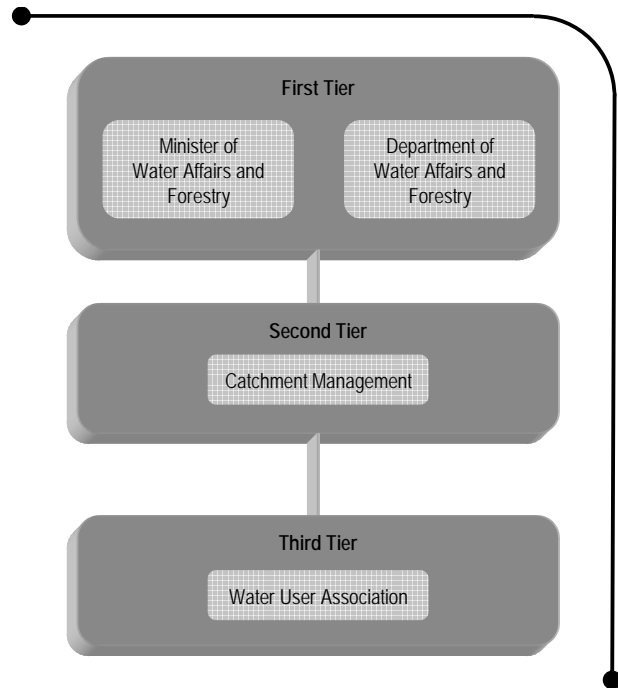 First Tier
Minister of
Water Affairs and
Forestry
Department of
Water Affairs and
Forestry
Second Tier
Catchment Management
Third Tier
Water User Association